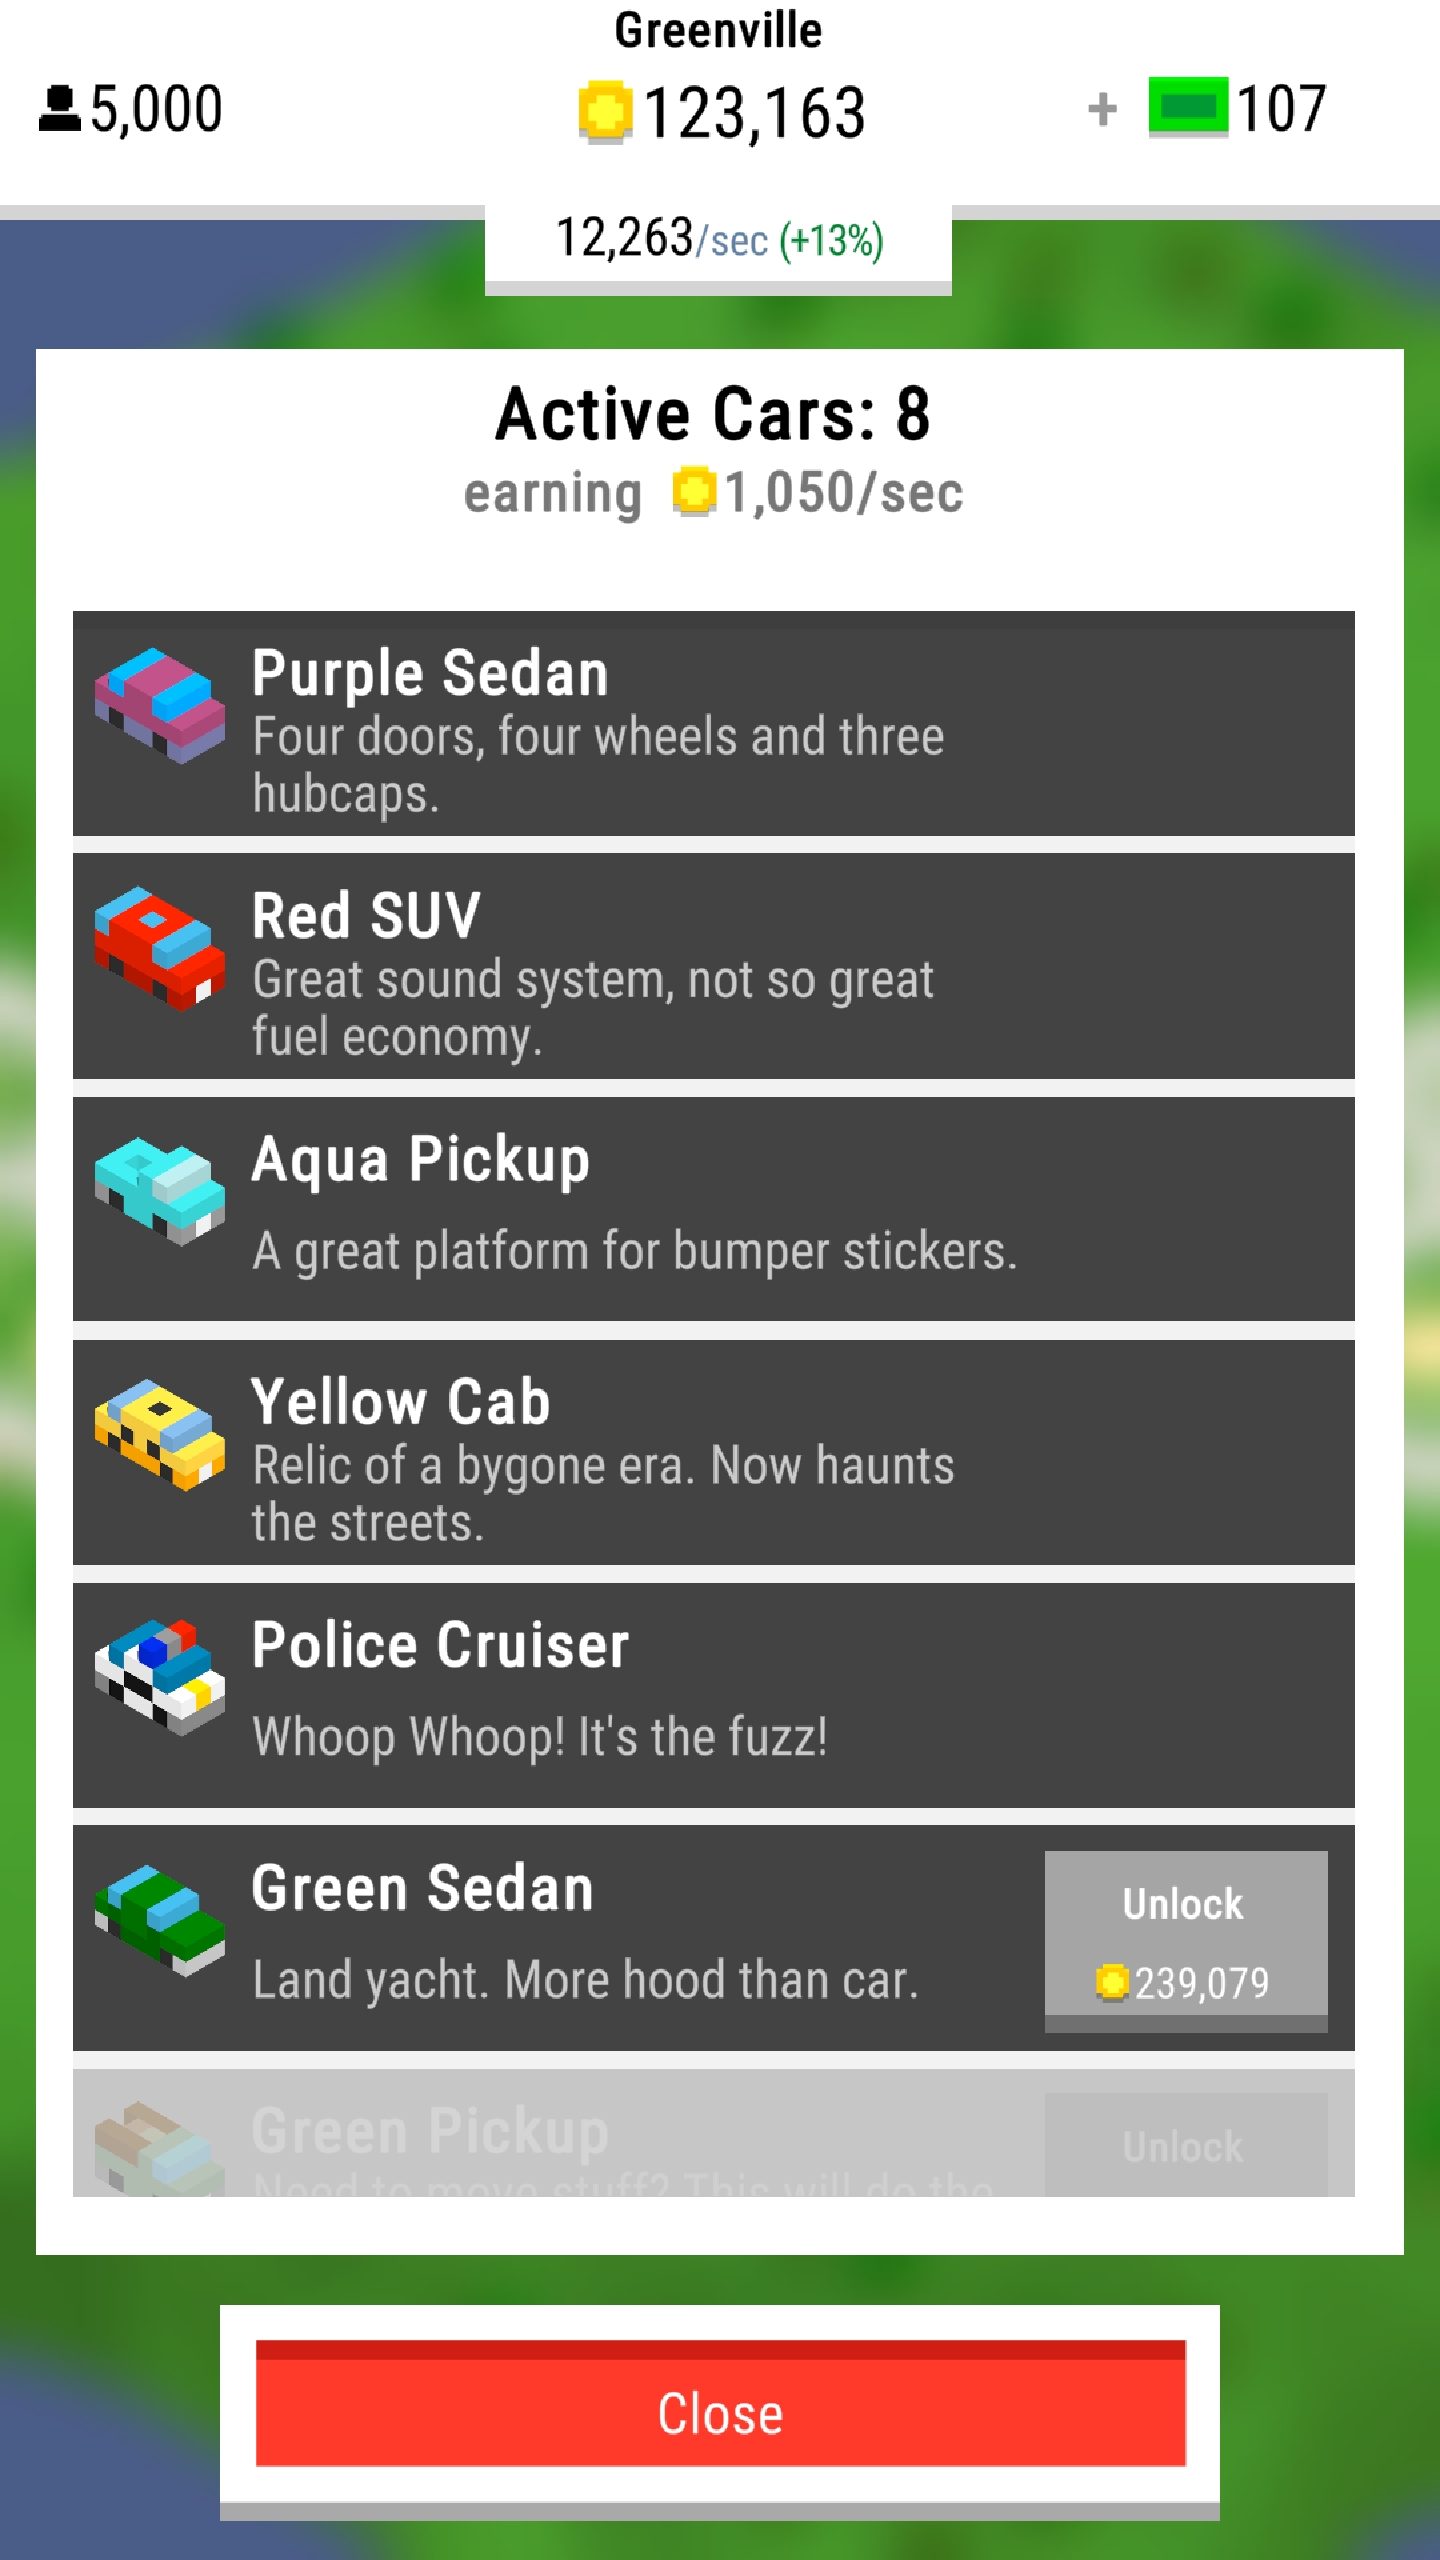 Greenville
5,000
123,163
+ 107
12,263/sec (+13%)
Active Cars: 8
earning 1,050/sec
Purple Sedan
Four doors, four wheels and three
hubcaps.
Red SUV
Great sound system, not so great
fuel economy.
Aqua Pickup
A great platform for bumper stickers.
Yellow Cab
Relic of a bygone era. Now haunts
the streets.
Police Cruiser
Whoop Whoop! It's the fuzz!
Green Sedan
Land yacht. More hood than car.
Unlock
239,079
Green Pickup
Need to move stuff? This will do the
Unlock
Close